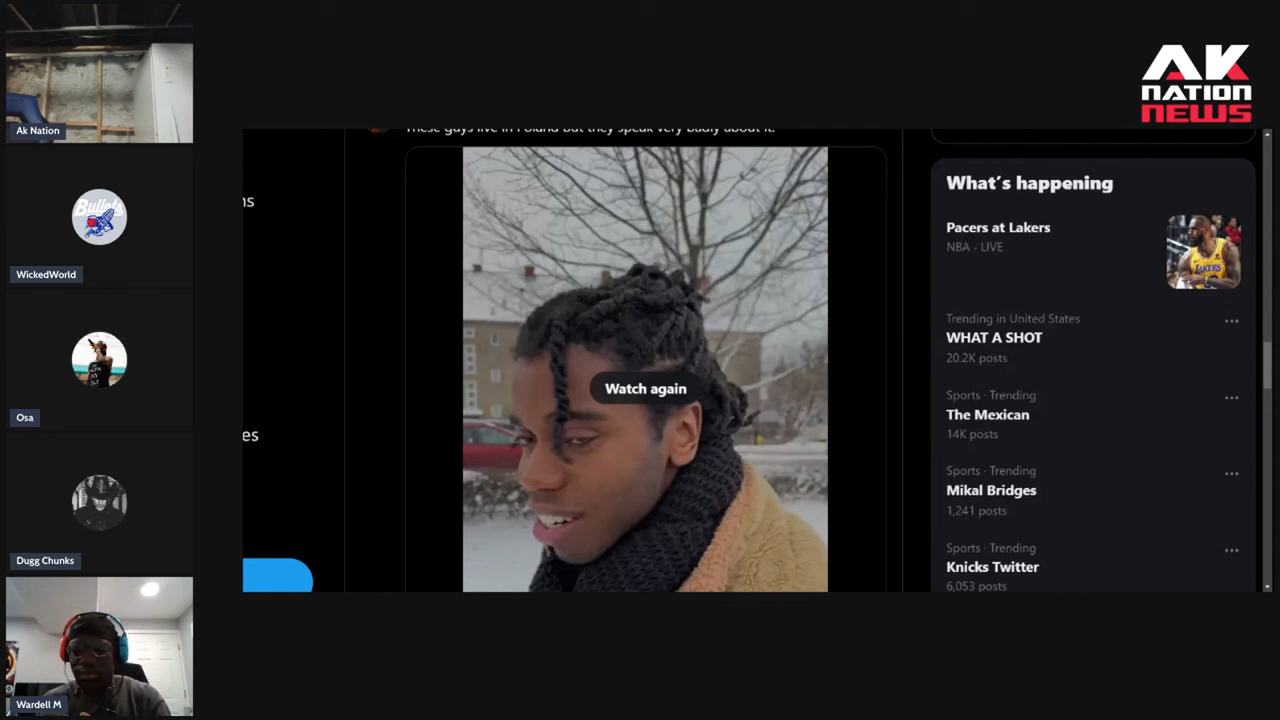 Ak Nation
WickedWorld
Osa
Dugg Chunks
Wardell M
Bullets
AK
NATION
NEWS
These guys live in Poland but they speak very badly about it.
ns
es
Watch again
What's happening
Pacers at Lakers
NBA · LIVE
Trending in United States
WHAT A SHOT
20.2K posts
Sports · Trending
The Mexican
14K posts
Sports · Trending
Mikal Bridges
1,241 posts
Sports · Trending
Knicks Twitter
6,053 posts